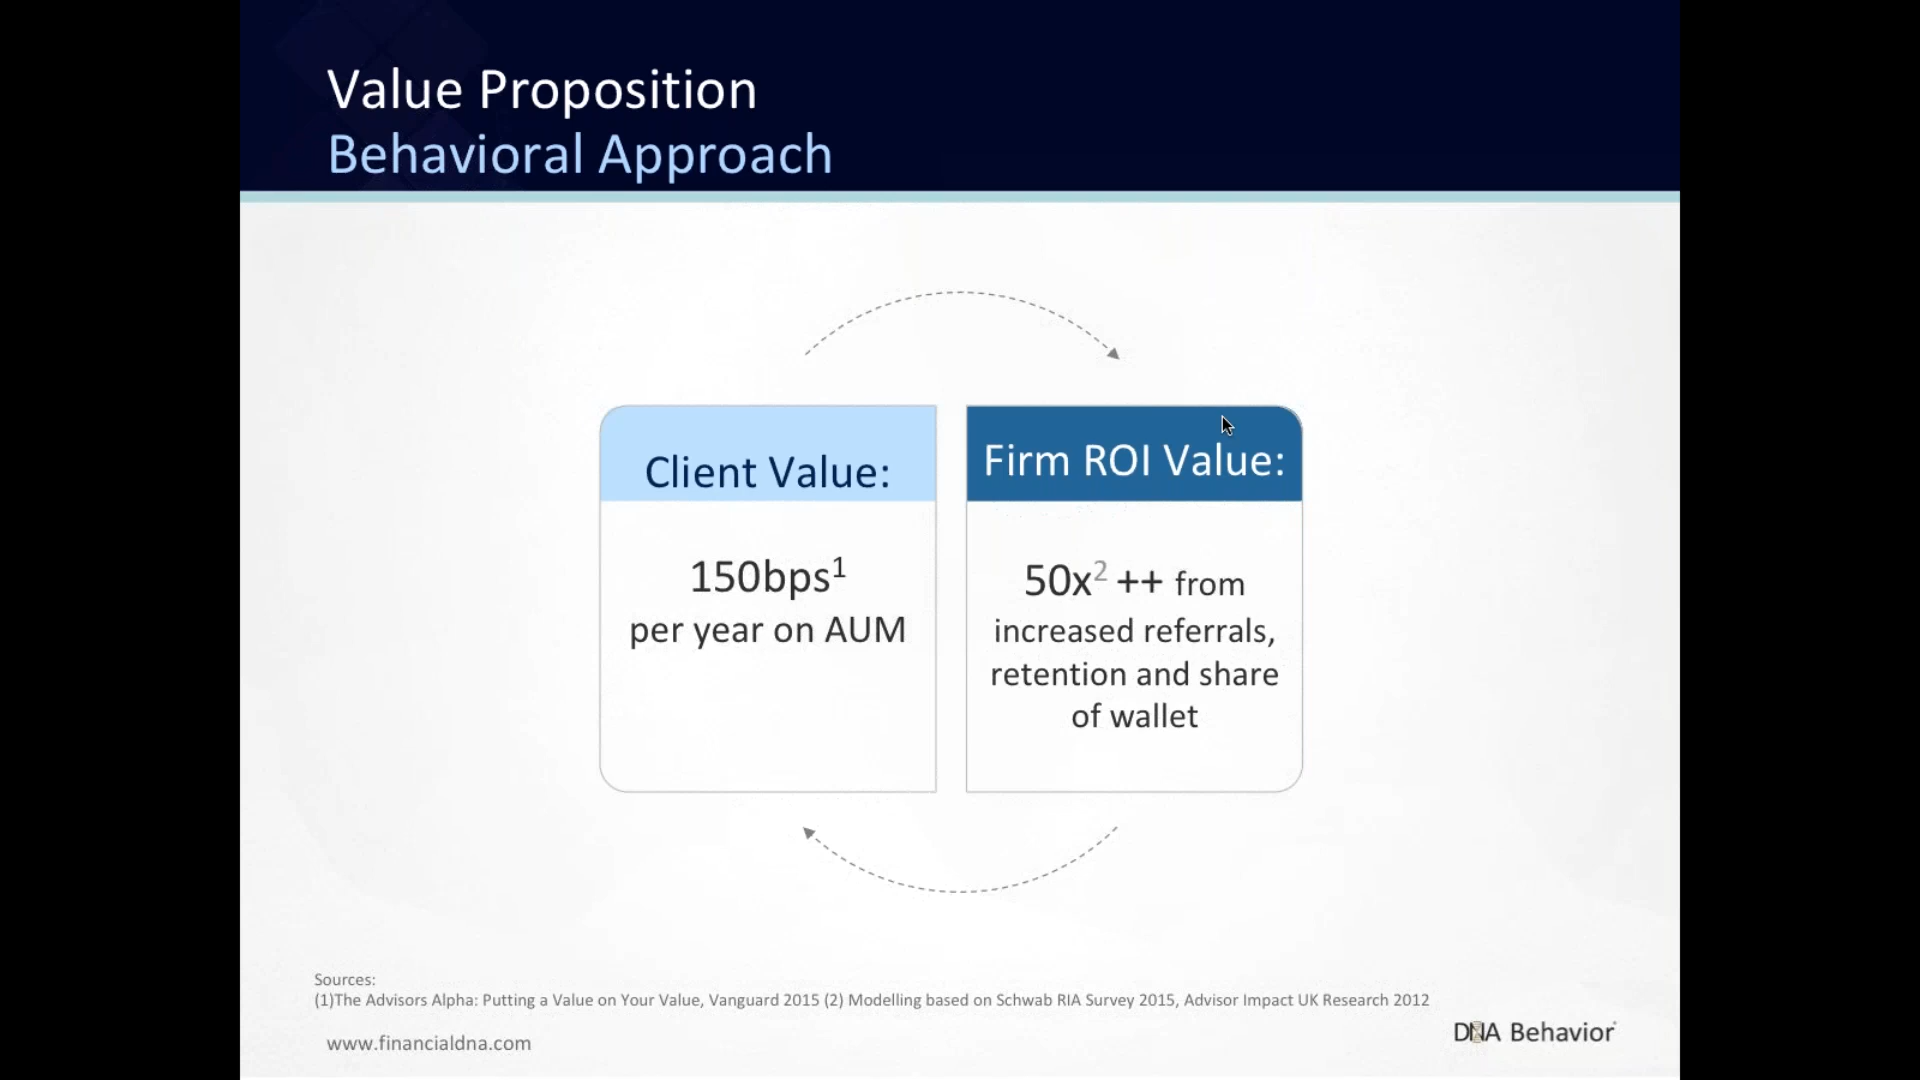 Value Proposition
Behavioral Approach
Client Value:
150bps¹
per year on AUM
Firm ROI Value:
50x² ++ from
increased referrals,
retention and share
of wallet
Sources:
(1)The Advisors Alpha: Putting a Value on Your Value, Vanguard 2015 (2) Modelling based on Schwab RIA Survey 2015, Advisor Impact UK Research 2012
www.financialdna.com
DNA Behavior